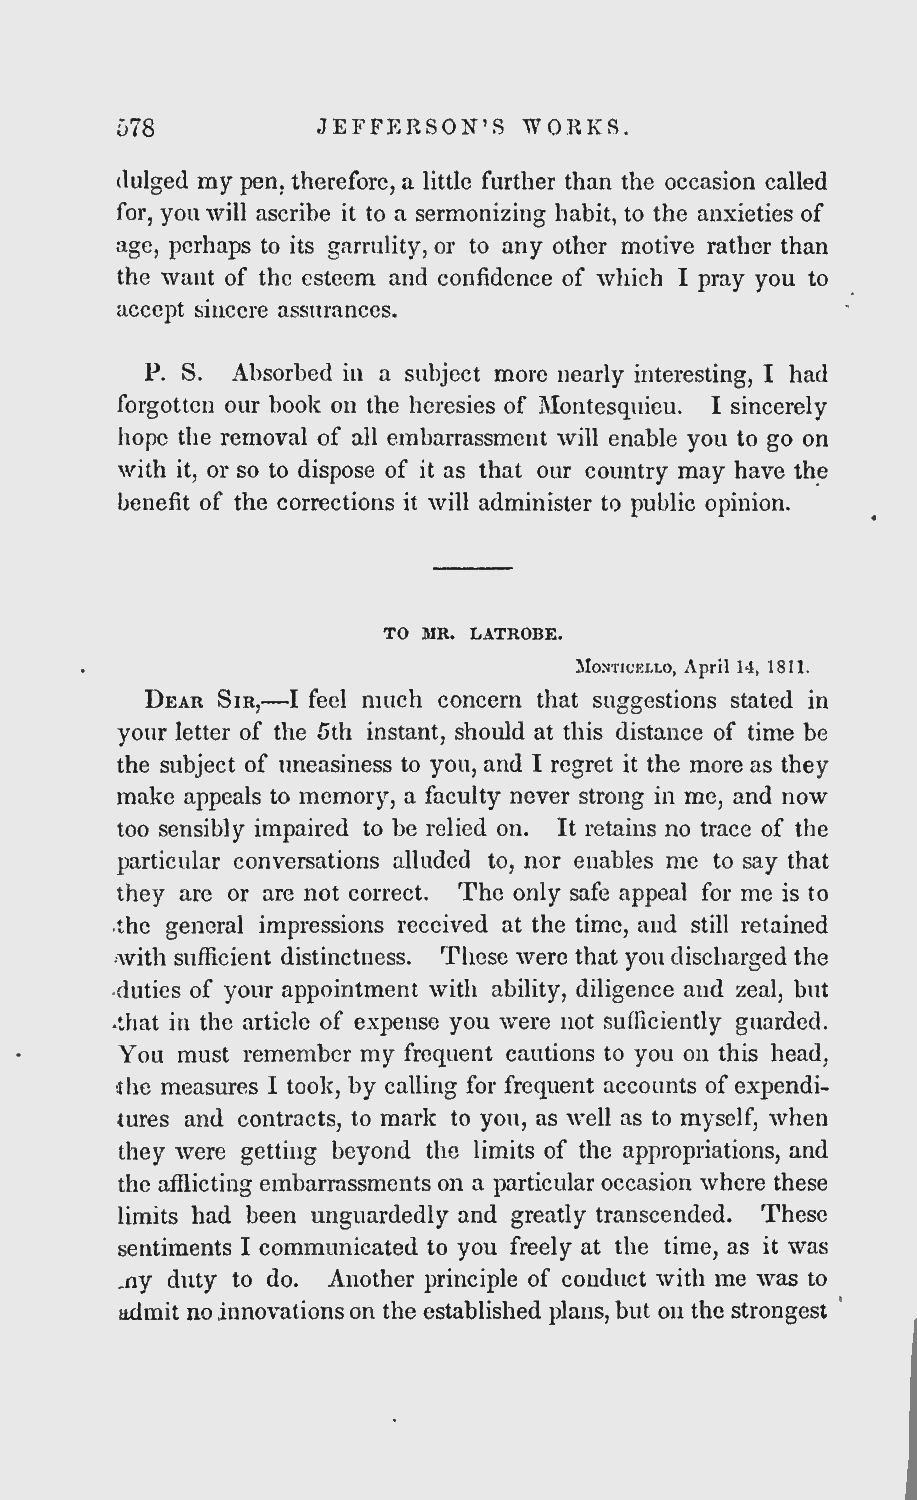 578 JEFFERSON'S WORKS.
dulged my pen, therefore, a little further than the occasion called
for, you will ascribe it to a sermonizing habit, to the anxieties of
age, perhaps to its garrulity, or to any other motive rather than
the want of the esteem and confidence of which I pray you to
accept sincere assurances.
P. S. Absorbed in a subject more nearly interesting, I had
forgotten our book on the heresies of Montesquieu. I sincerely
hope the removal of all embarrassment will enable you to go on
with it, or so to dispose of it as that our country may have the
benefit of the corrections it will administer to public opinion.
TO MR. LATROBE.
MONTICELLO, April 14, 1811.
DEAR SIR,—I feel much concern that suggestions stated in
your letter of the 5th instant, should at this distance of time be
the subject of uneasiness to you, and I regret it the more as they
make appeals to memory, a faculty never strong in me, and now
too sensibly impaired to be relied on. It retains no trace of the
particular conversations alluded to, nor enables me to say that
they are or are not correct. The only safe appeal for me is to
the general impressions received at the time, and still retained
with sufficient distinctness. These were that you discharged the
duties of your appointment with ability, diligence and zeal, but
that in the article of expense you were not sufficiently guarded.
You must remember my frequent cautions to you on this head,
the measures I took, by calling for frequent accounts of expendi-
tures and contracts, to mark to you, as well as to myself, when
they were getting beyond the limits of the appropriations, and
the afflicting embarrassments on a particular occasion where these
limits had been unguardedly and greatly transcended. These
sentiments I communicated to you freely at the time, as it was
my duty to do. Another principle of conduct with me was to
admit no innovations on the established plans, but on the strongest